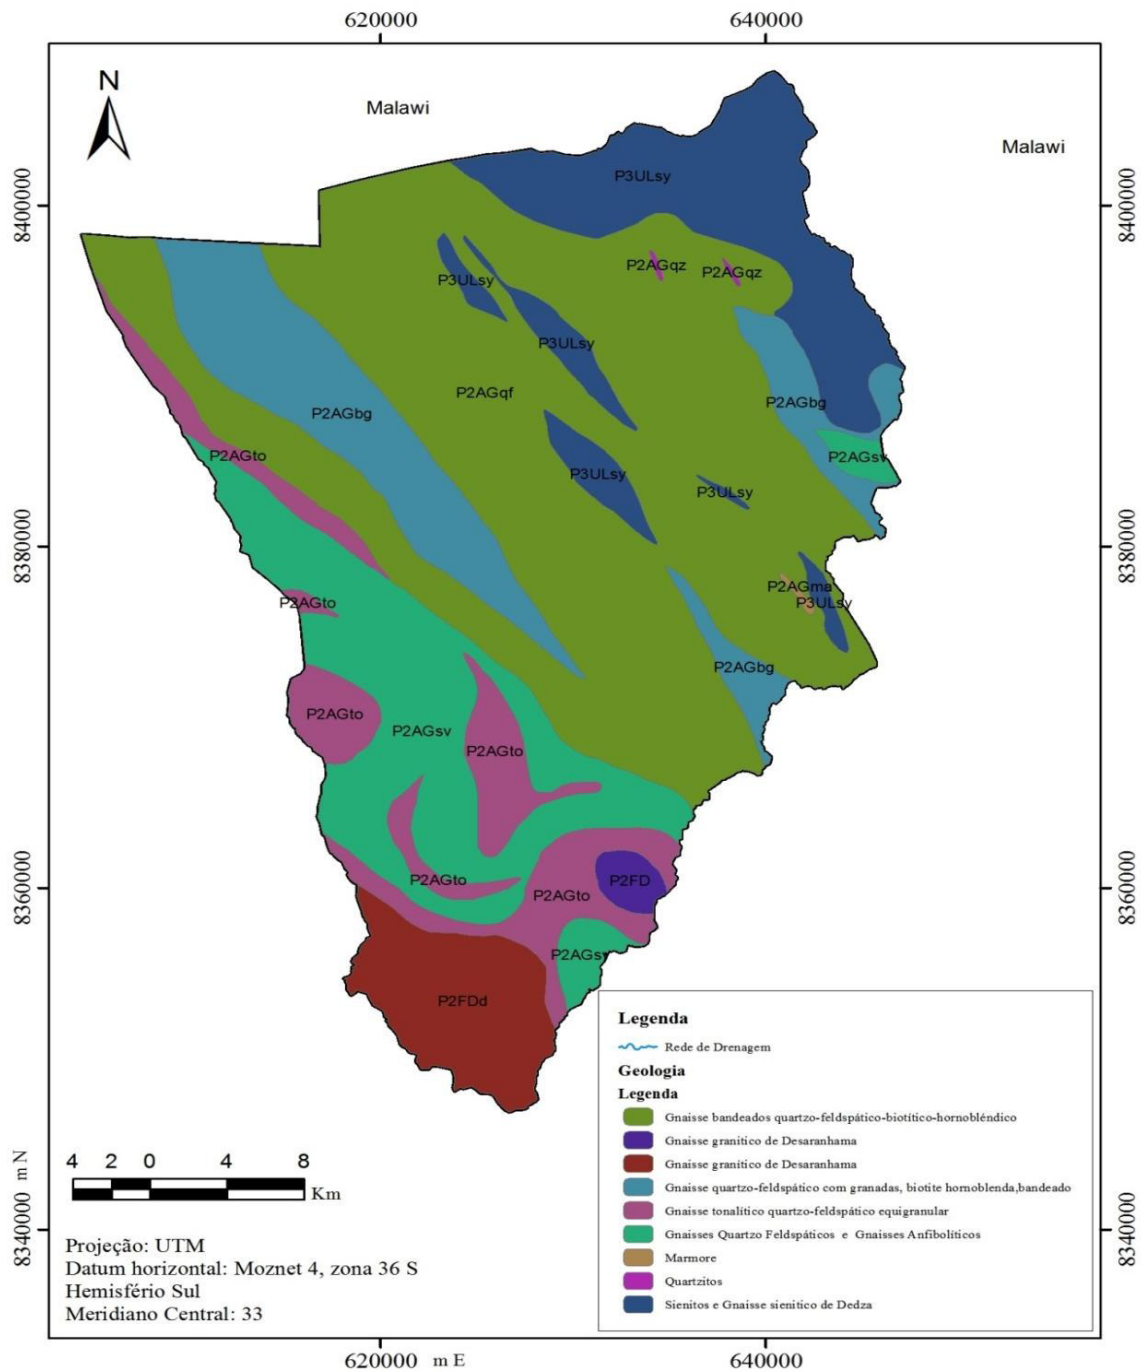 620000 640000
N
Malawi
Malawi
8400000 8400000
P3ULsy
P2AGqz P2AGqz
P3ULsy
P3ULsy
P2AGqf
P2AGbg P2AGbg
P2AGto P2AGsv
P3ULsy
P3ULsy
8380000 8380000
P2AGma
P2AGto P3ULsy
P2AGbg
P2AGto
P2AGsv
P2AGto
P2AGto P2FD
P2AGto
8360000 8360000
P2AGsv
P2FDd
Legenda
Rede de Drenagem
Geologia
Legenda
Gnaisse bandeados quartzo-feldspático-biotítico-hornobléndico
Gnaisse granitico de Desaranhama
Gnaisse granítico de Desaranhama
Gnaisse quartzo-feldspático com granadas, biotite hornoblenda,bandeado
Gnaisse tonalítico quartzo-feldspático equigranular
Gnaisses Quartzo Feldspáticos e Gnaisses Anfibolíticos
Marmore
Quartzitos
Sienitos e Gnaisse sienitico de Dedza
4 2 0 4 8
Km
m N
8340000 8340000
Projeção: UTM
Datum horizontal: Moznet 4, zona 36 S
Hemisfério Sul
Meridiano Central: 33
620000 m E 640000